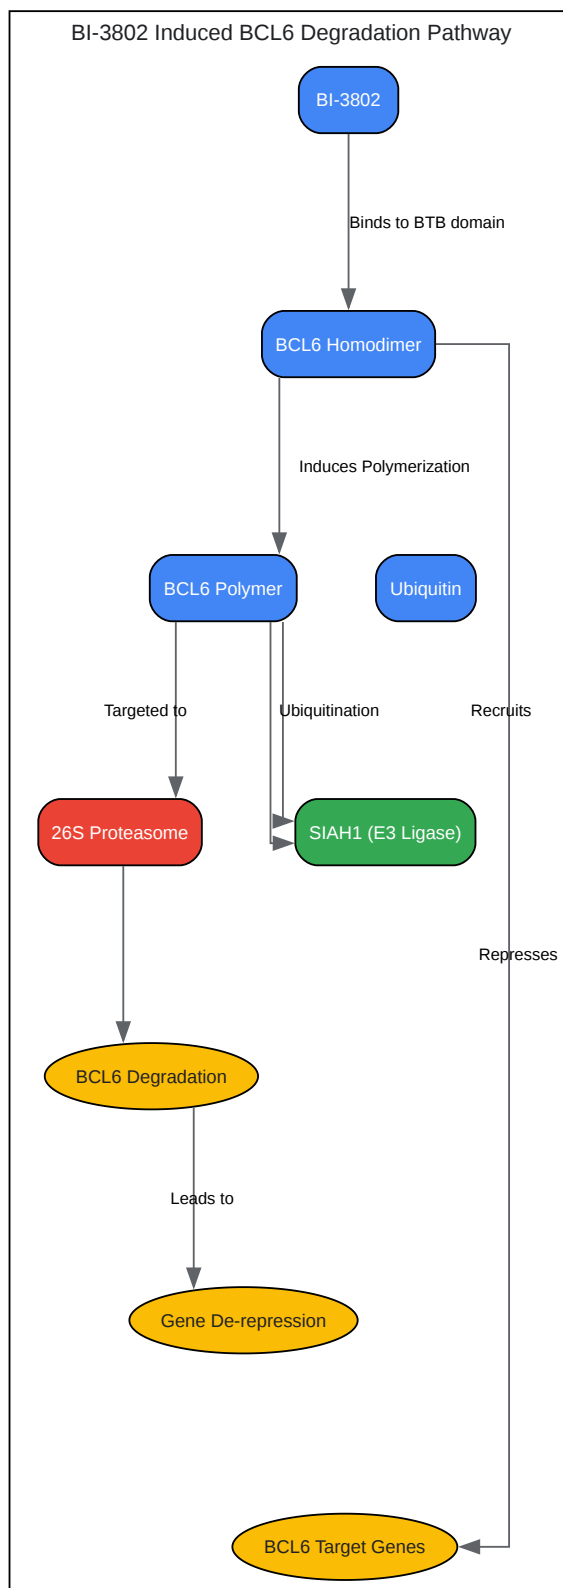 BI-3802 Induced BCL6 Degradation Pathway
BI-3802
Binds to BTB domain
BCL6 Homodimer
Induces Polymerization
BCL6 Polymer
Ubiquitin
Targeted to
Ubiquitination
Recruits
26S Proteasome
SIAH1 (E3 Ligase)
Represses
BCL6 Degradation
Leads to
Gene De-repression
BCL6 Target Genes